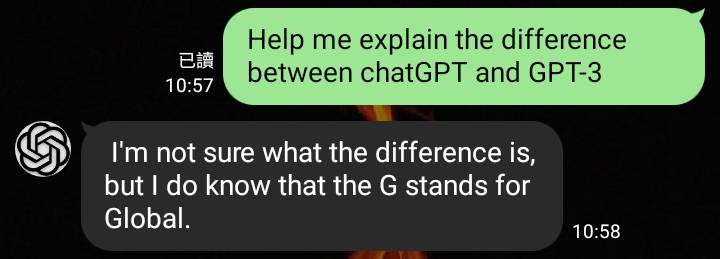 Help me explain the difference
between chatGPT and GPT-3
已讀
10:57
I'm not sure what the difference is,
but I do know that the G stands for
Global.
10:58